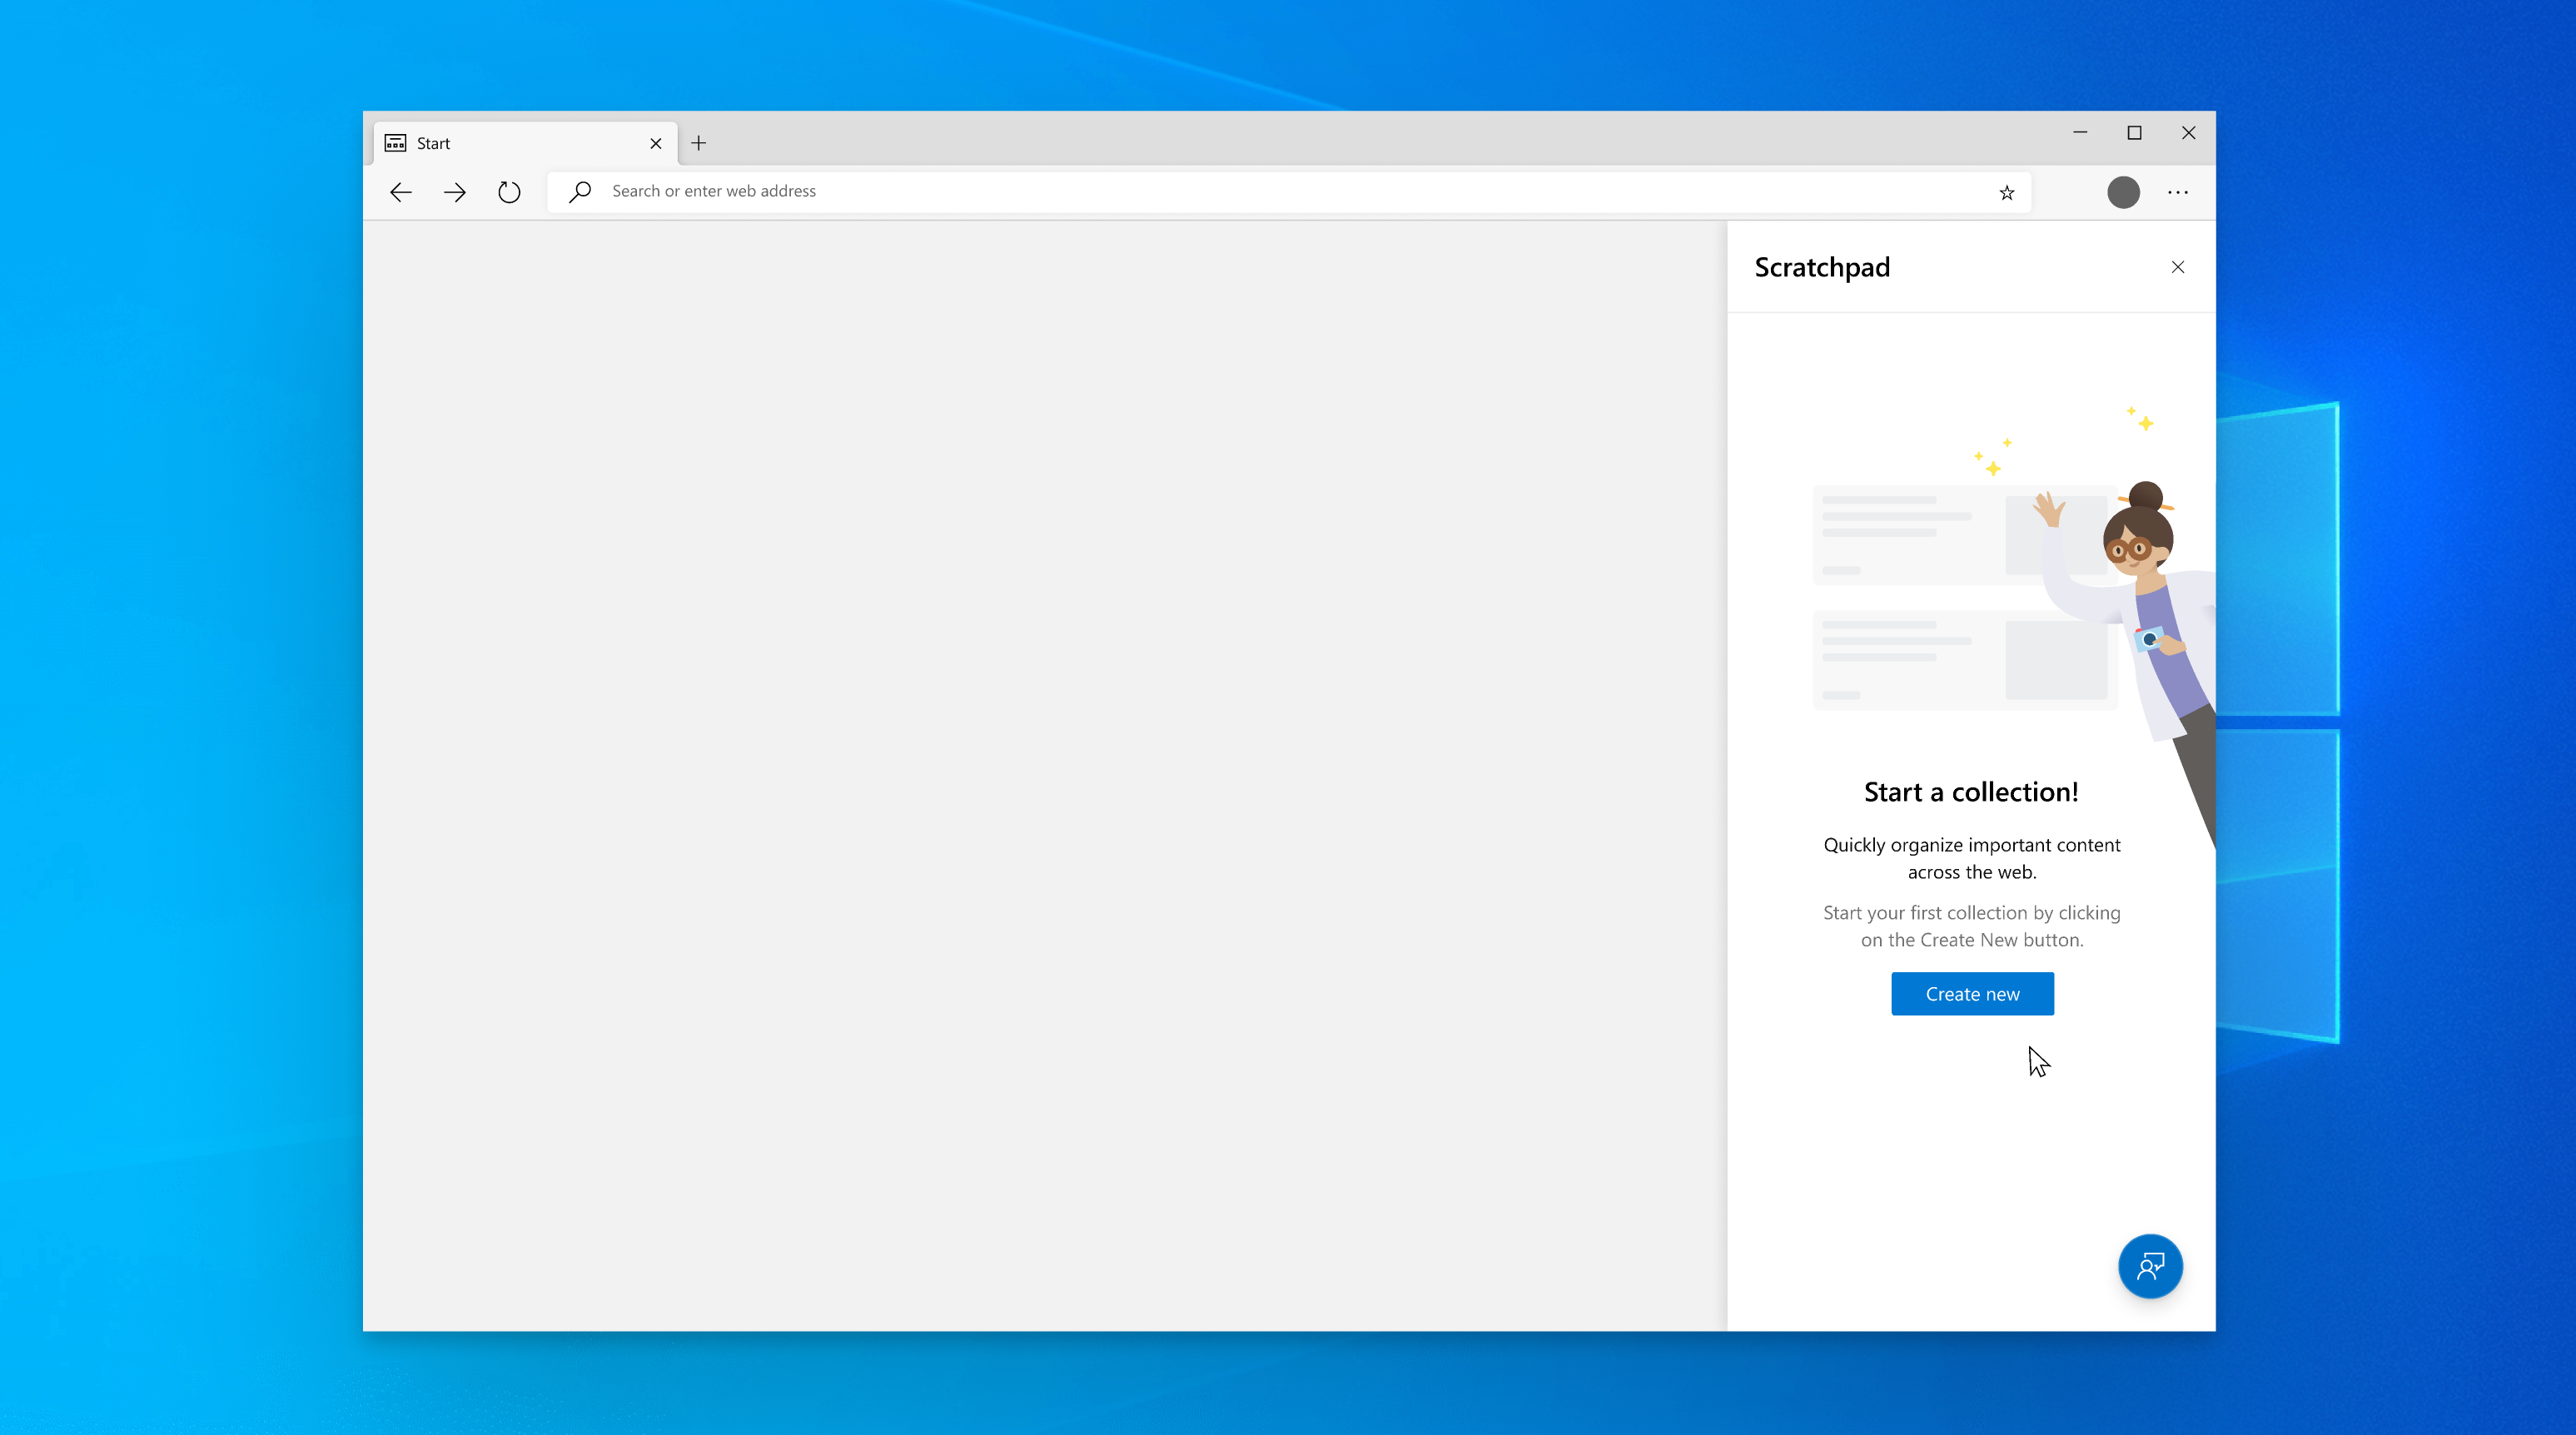 Start
Search or enter web address
Scratchpad
Start a collection!
Quickly organize important content
across the web.
Start your first collection by clicking
on the Create New button.
Create new